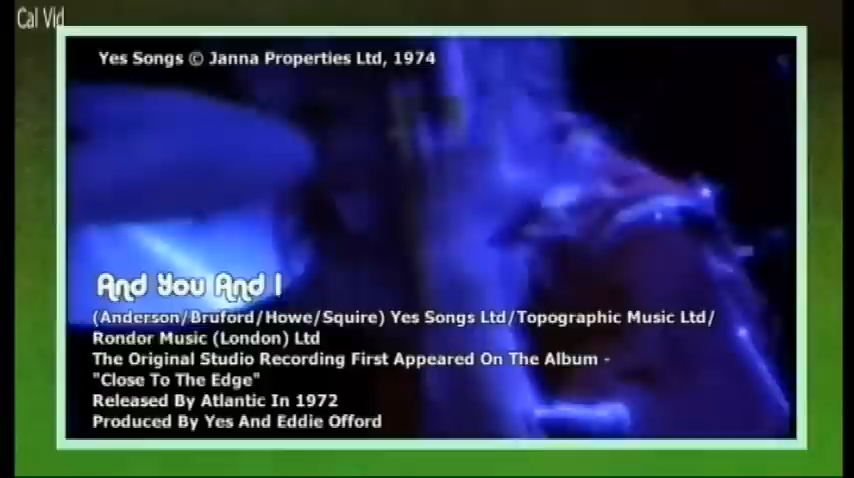 Cal Vid
Yes Songs © Janna Properties Ltd, 1974
And You And I
(Anderson/Bruford/Howe/Squire) Yes Songs Ltd/Topographic Music Ltd/
Rondor Music (London) Ltd
The Original Studio Recording First Appeared On The Album -
"Close To The Edge"
Released By Atlantic In 1972
Produced By Yes And Eddie Offord